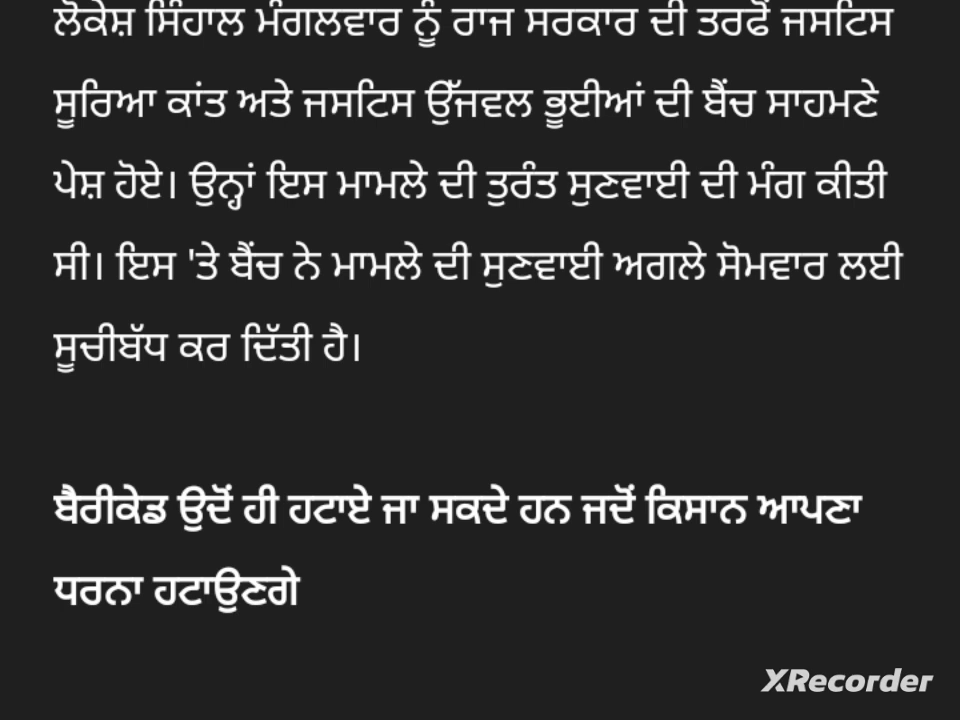 ਲੋਕੇਸ਼ ਸਿੰਹਾਲ ਮੰਗਲਵਾਰ ਨੂੰ ਰਾਜ ਸਰਕਾਰ ਦੀ ਤਰਫੋਂ ਜਸਟਿਸ
ਸੂਰਿਆ ਕਾਂਤ ਅਤੇ ਜਸਟਿਸ ਉੱਜਵਲ ਭੂਈਆਂ ਦੀ ਬੈਂਚ ਸਾਹਮਣੇ
ਪੇਸ਼ ਹੋਏ। ਉਨ੍ਹਾਂ ਇਸ ਮਾਮਲੇ ਦੀ ਤੁਰੰਤ ਸੁਣਵਾਈ ਦੀ ਮੰਗ ਕੀਤੀ
ਸੀ। ਇਸ 'ਤੇ ਬੈਂਚ ਨੇ ਮਾਮਲੇ ਦੀ ਸੁਣਵਾਈ ਅਗਲੇ ਸੋਮਵਾਰ ਲਈ
ਸੂਚੀਬੱਧ ਕਰ ਦਿੱਤੀ ਹੈ।
ਬੈਰੀਕੇਡ ਉਦੋਂ ਹੀ ਹਟਾਏ ਜਾ ਸਕਦੇ ਹਨ ਜਦੋਂ ਕਿਸਾਨ ਆਪਣਾ
ਧਰਨਾ ਹਟਾਉਣਗੇ
XRecorder